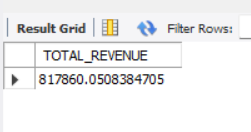 Result Grid Filter Rows:
TOTAL_REVENUE
817860.0508384705